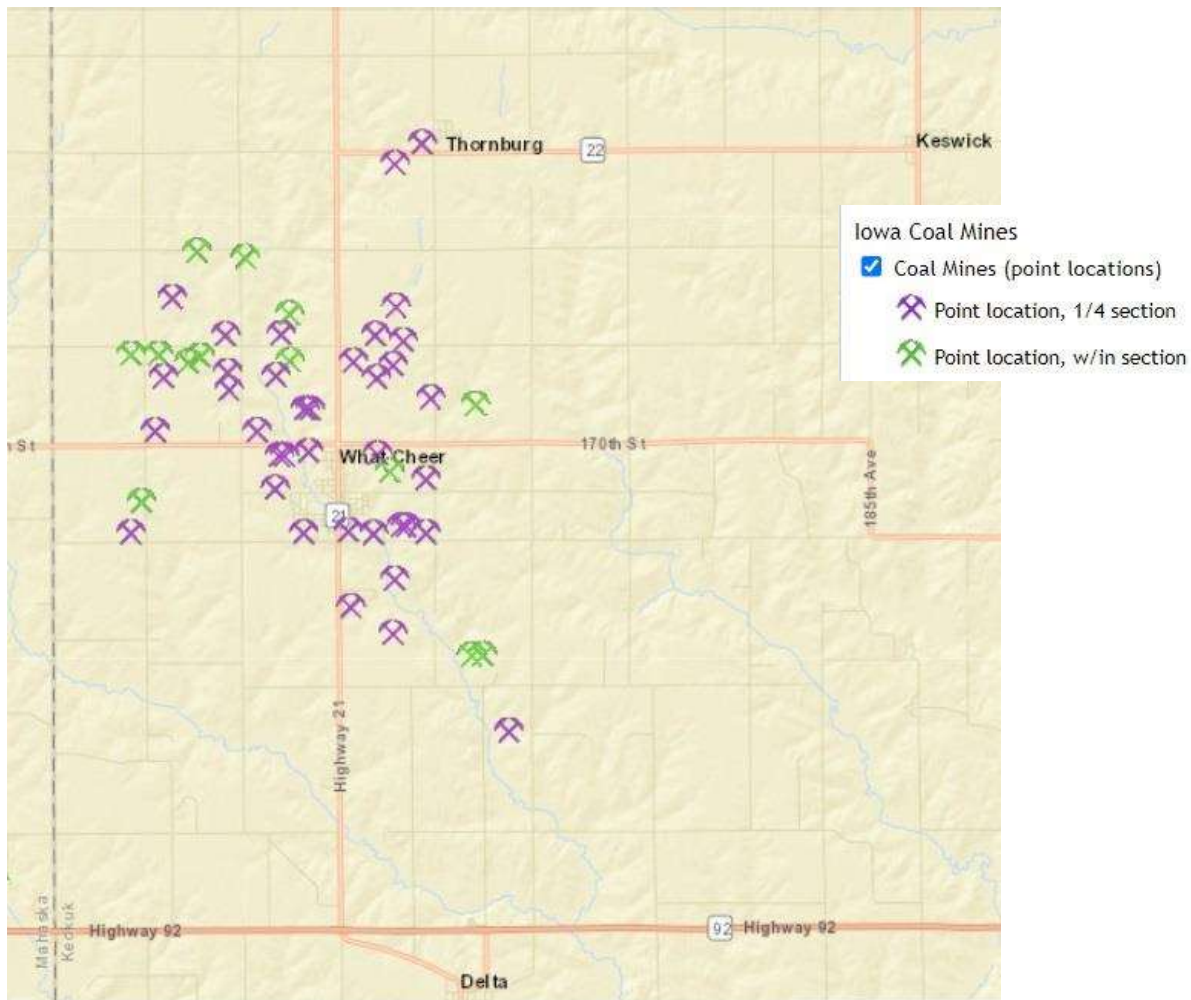 Thornburg
22
Keswick
Iowa Coal Mines
Coal Mines (point locations)
Point location, 1/4 section
Point location, w/in section
St
170th St
What Cheer
185th Ave
21
Highway 21
Mahaska
Keokuk
Highway 92
92
Highway 92
Delta